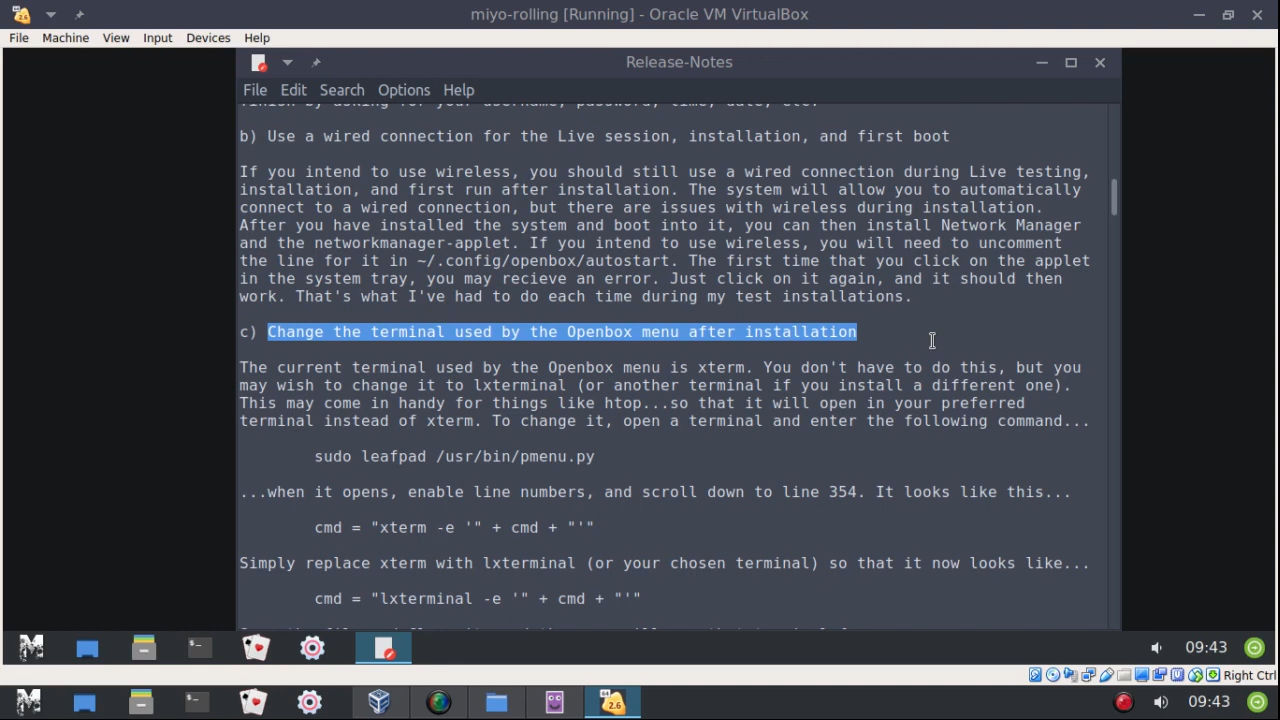 miyo-rolling [Running] - Oracle VM VirtualBox
File Machine View Input Devices Help
Release-Notes
File Edit Search Options Help
finish by asking for your username, password, time, date, etc.
b) Use a wired connection for the Live session, installation, and first boot
If you intend to use wireless, you should still use a wired connection during Live testing,
installation, and first run after installation. The system will allow you to automatically
connect to a wired connection, but there are issues with wireless during installation.
After you have installed the system and boot into it, you can then install Network Manager
and the networkmanager-applet. If you intend to use wireless, you will need to uncomment
the line for it in ~/.config/openbox/autostart. The first time that you click on the applet
in the system tray, you may recieve an error. Just click on it again, and it should then
work. That's what I've had to do each time during my test installations.
c) Change the terminal used by the Openbox menu after installation
The current terminal used by the Openbox menu is xterm. You don't have to do this, but you
may wish to change it to lxterminal (or another terminal if you install a different one).
This may come in handy for things like htop...so that it will open in your preferred
terminal instead of xterm. To change it, open a terminal and enter the following command...
sudo leafpad /usr/bin/pmenu.py
...when it opens, enable line numbers, and scroll down to line 354. It looks like this...
cmd = "xterm -e '" + cmd + "'"
Simply replace xterm with lxterminal (or your chosen terminal) so that it now looks like...
cmd = "lxterminal -e '" + cmd + "'"
09:43
Right Ctrl
2.6
09:43